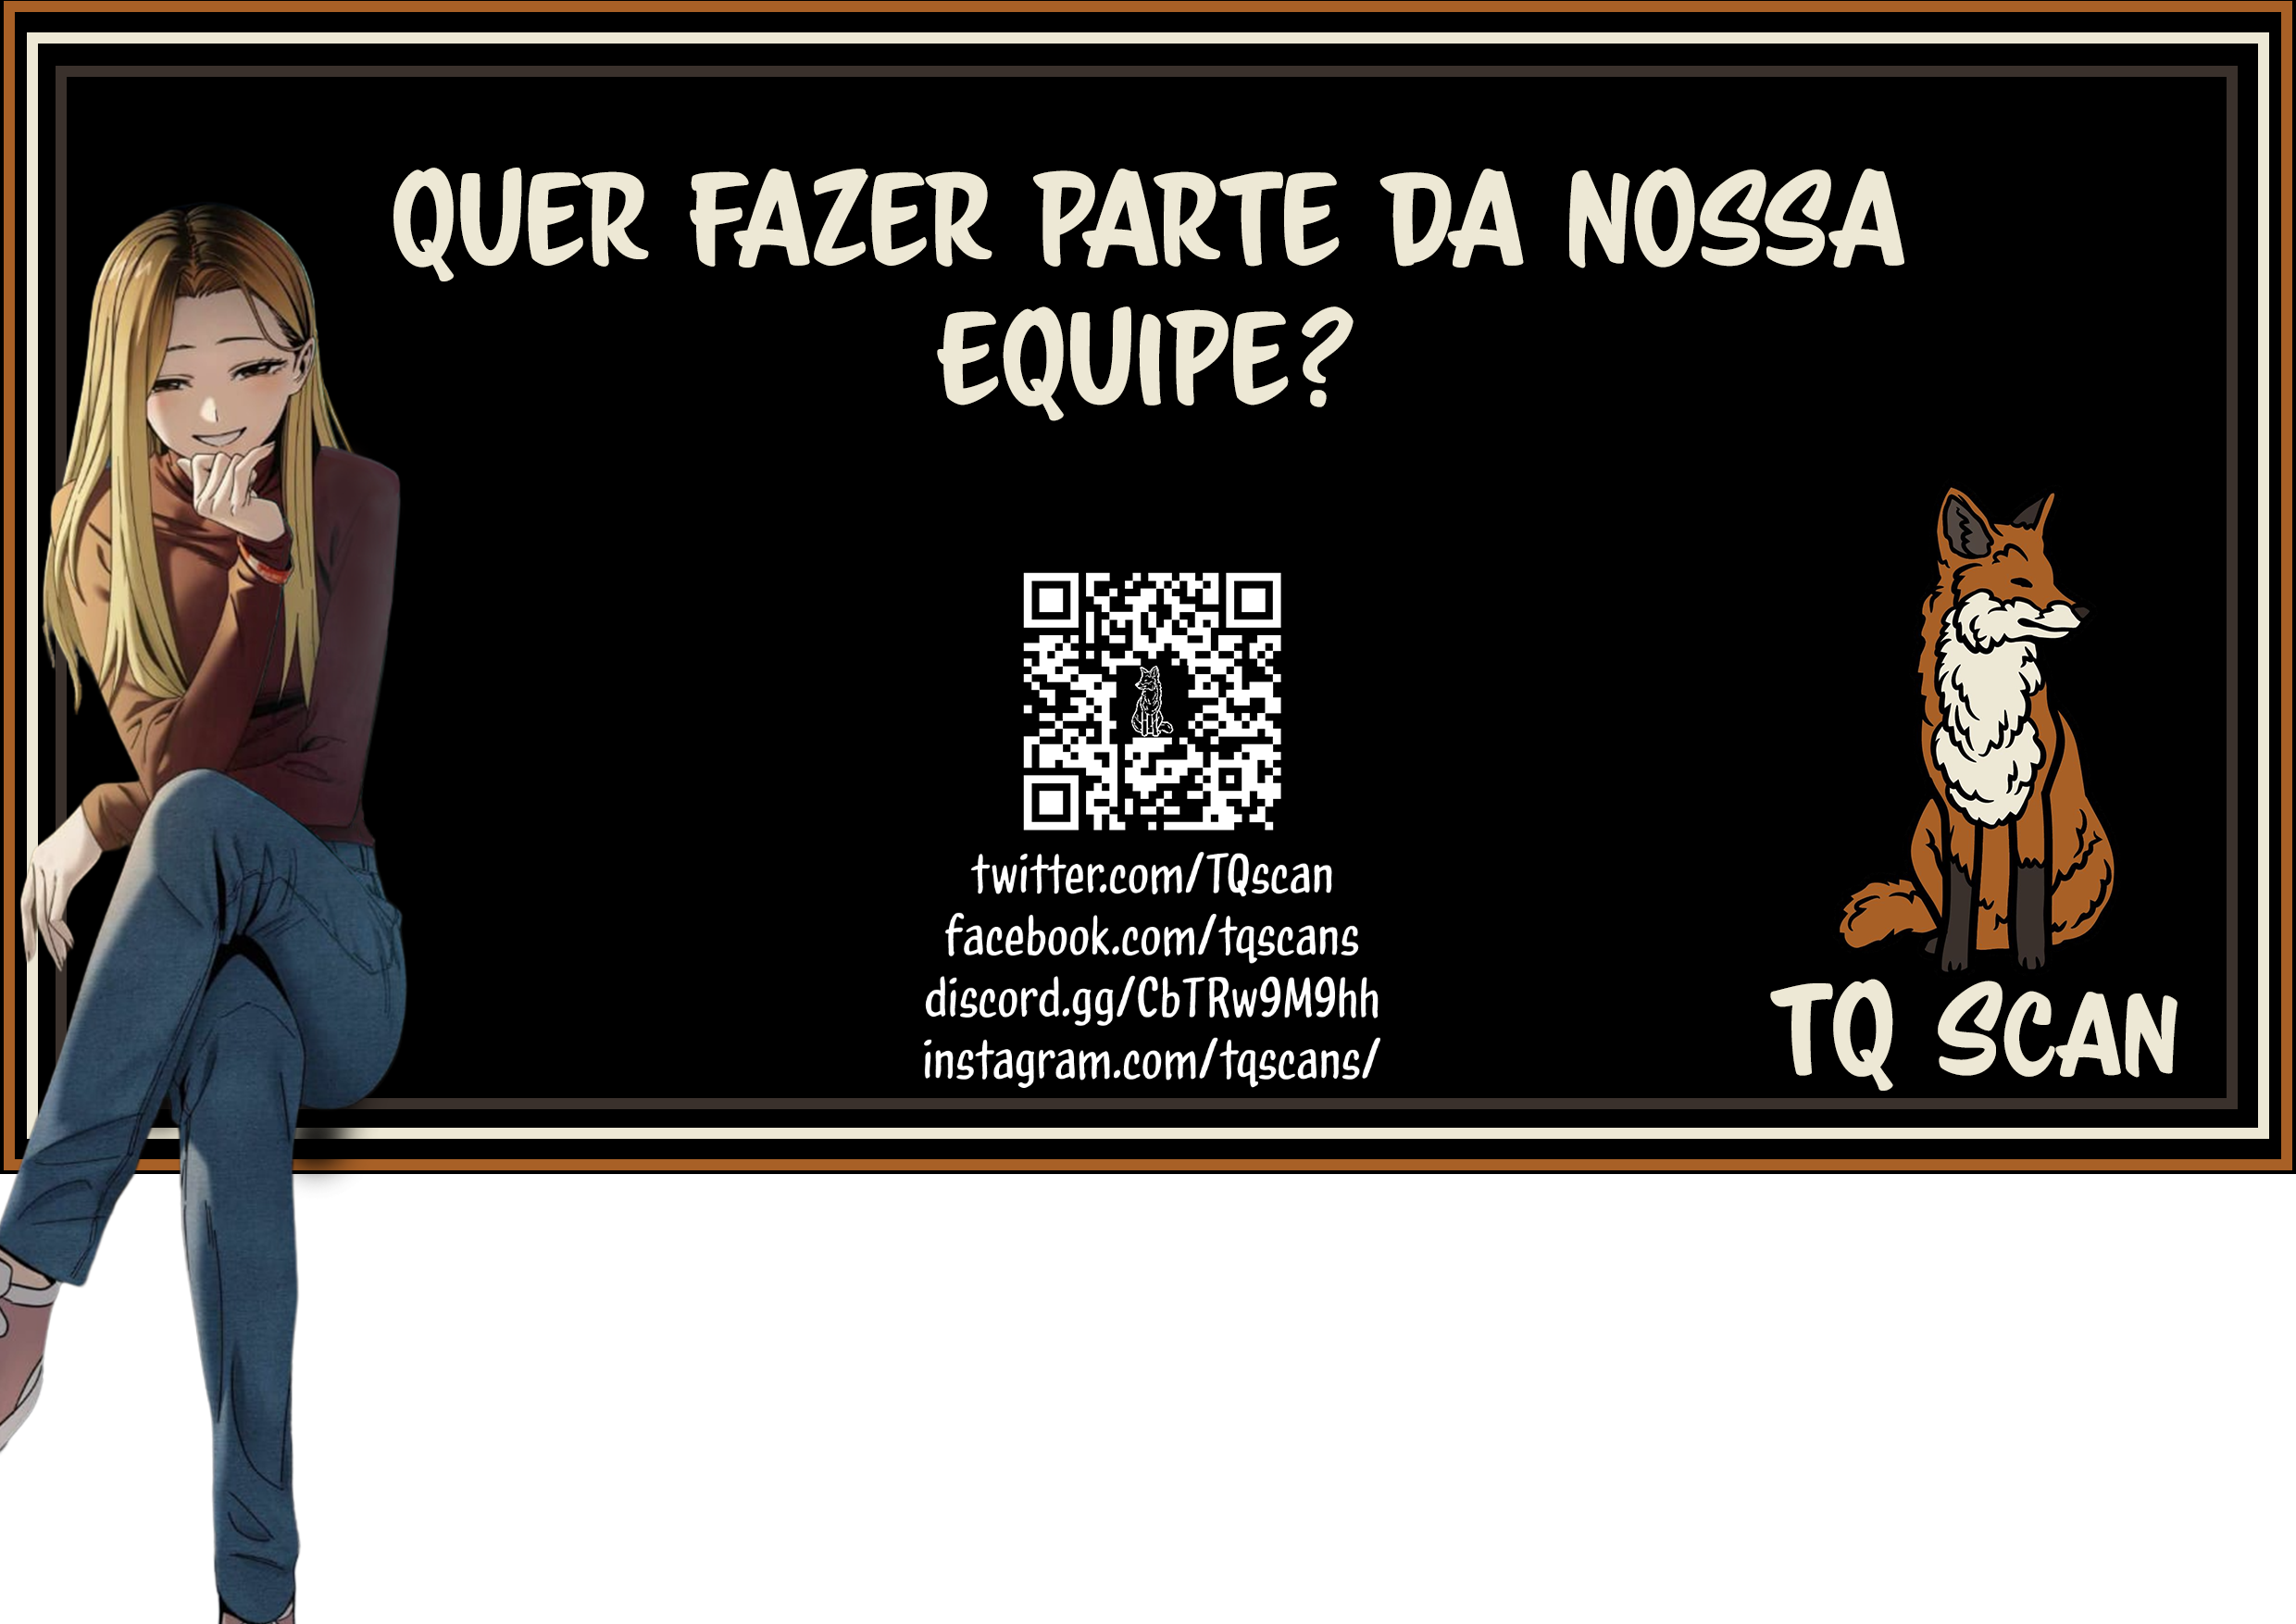 QUER FAZER PARTE DA NOSSA
EQUIPE?
twitter.com/TQscan
facebook.com/tqscans
discord.gg/CbTRw9M9hh
instagram.com/tqscans/
TQ SCAN